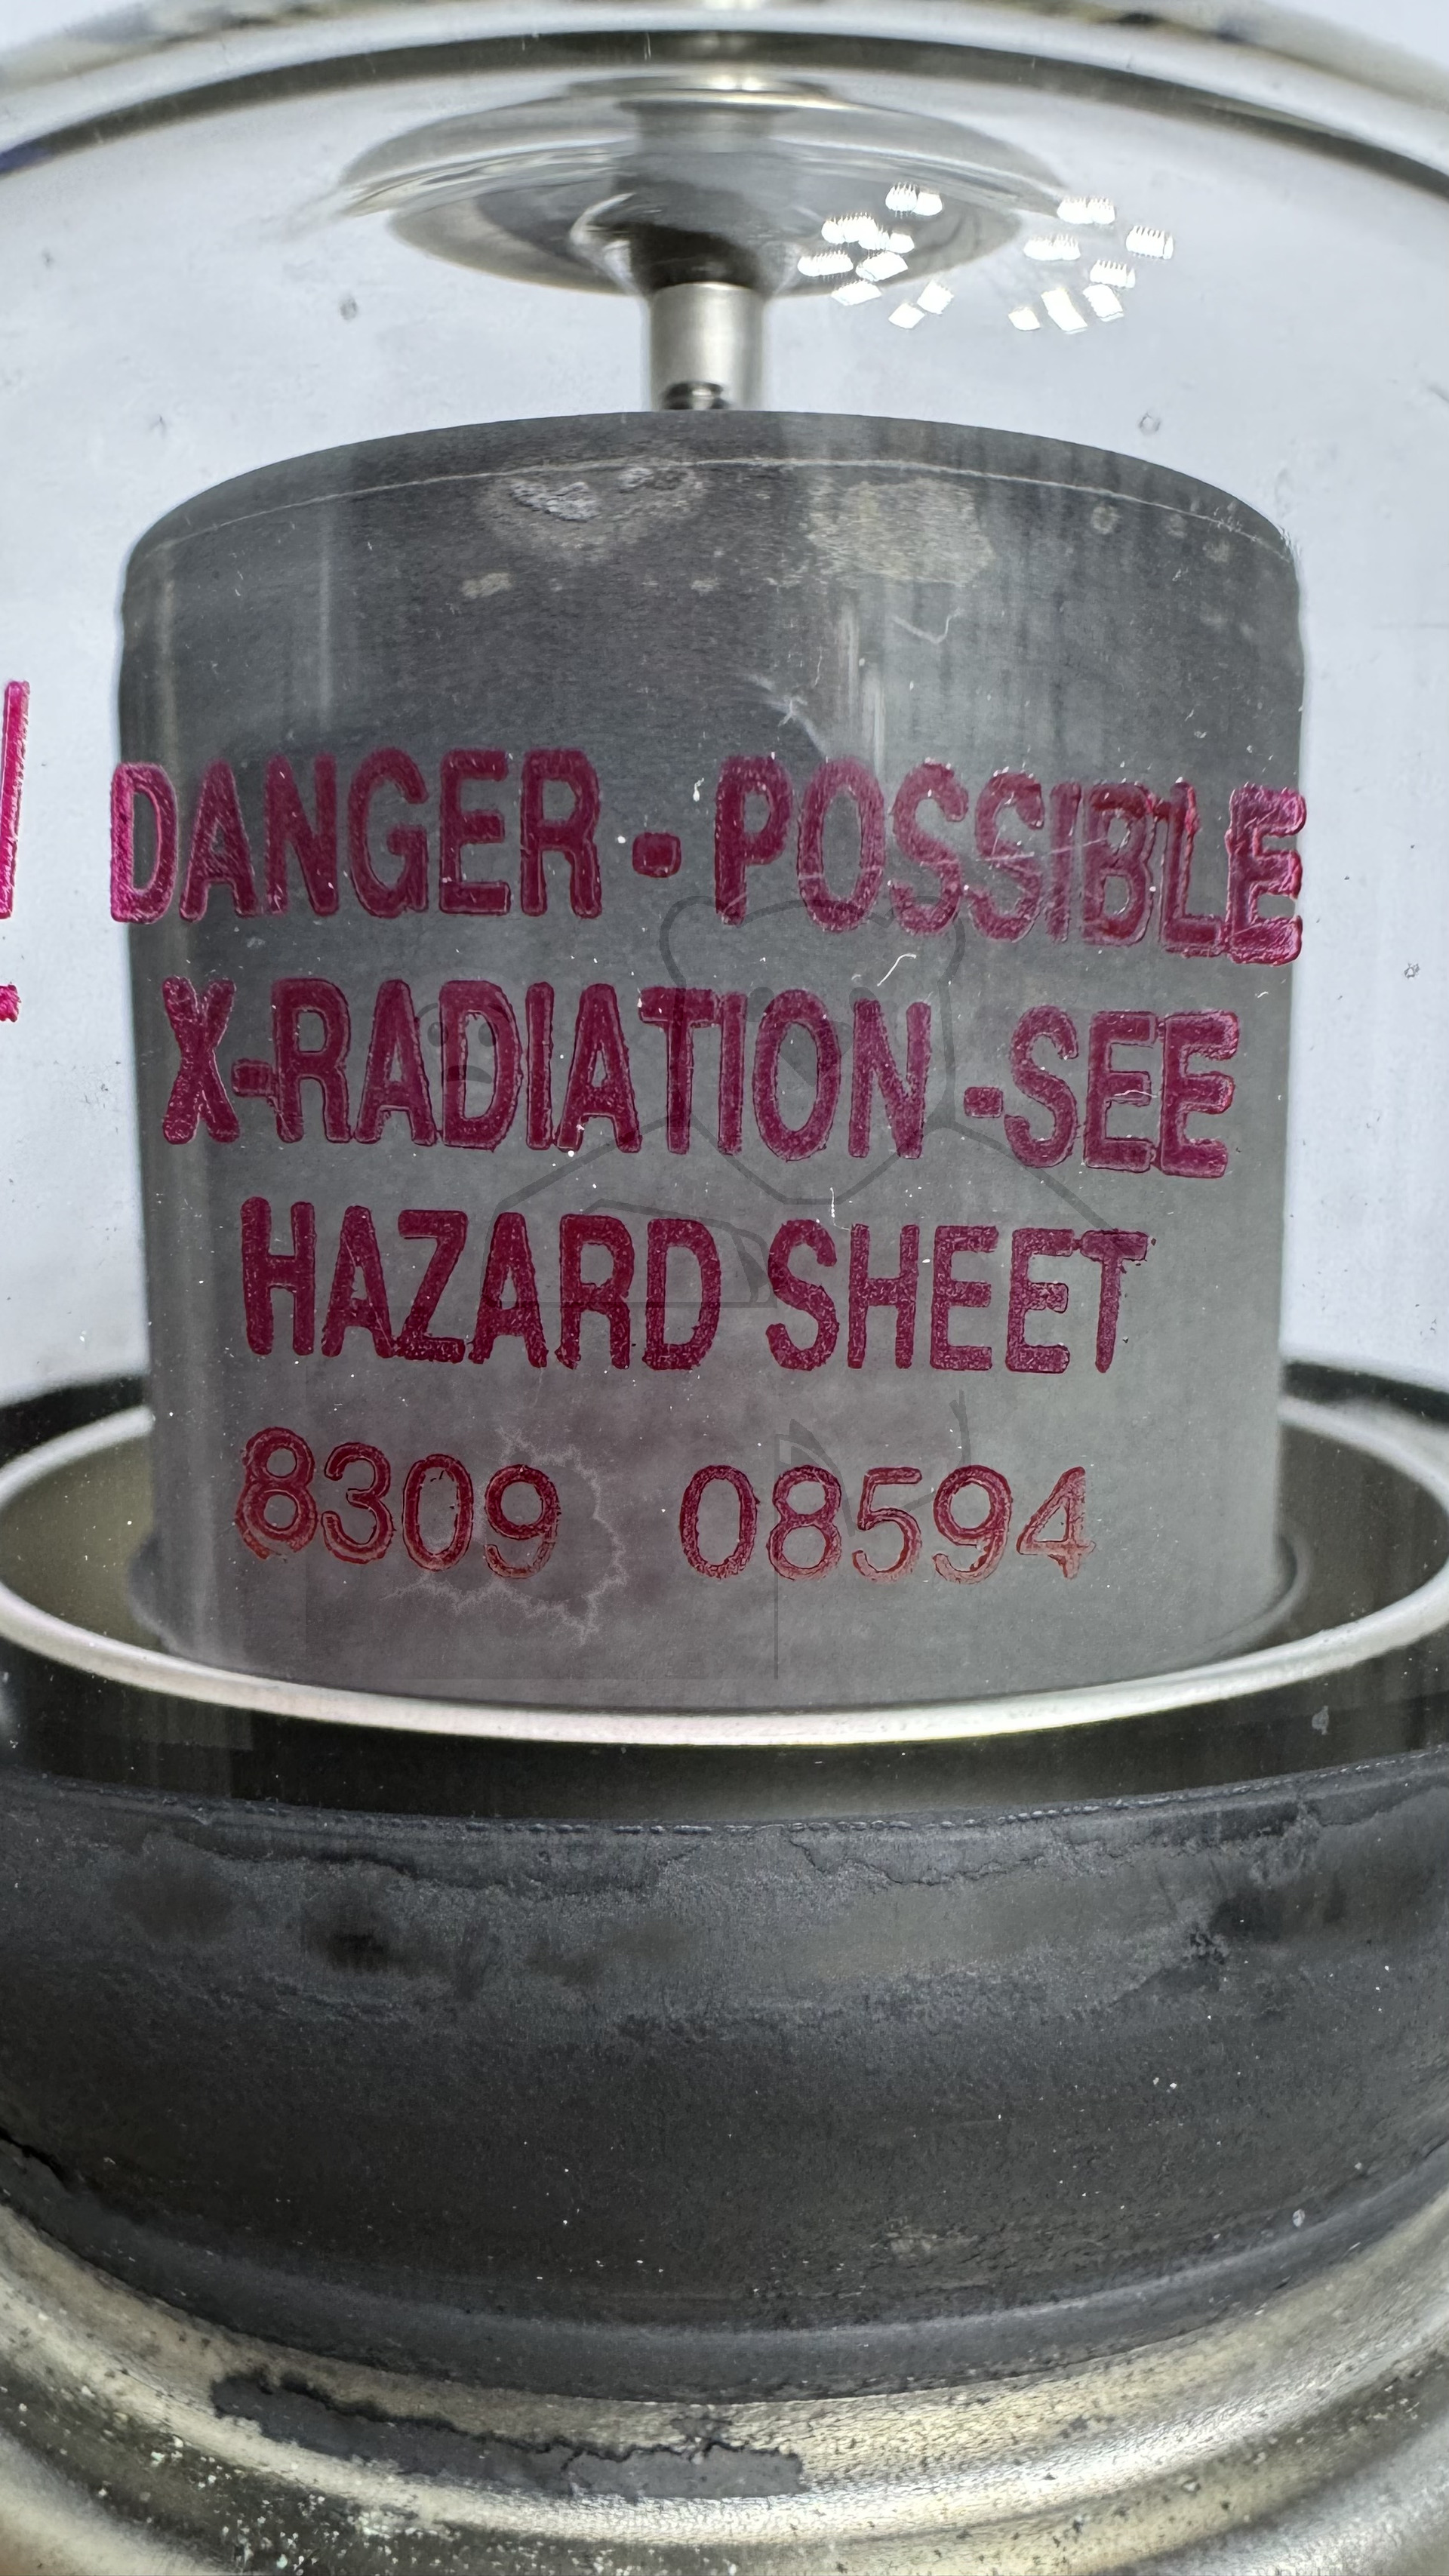 DANGER - POSSIBLE
X-RADIATION - SEE
HAZARD SHEET
8309 08594